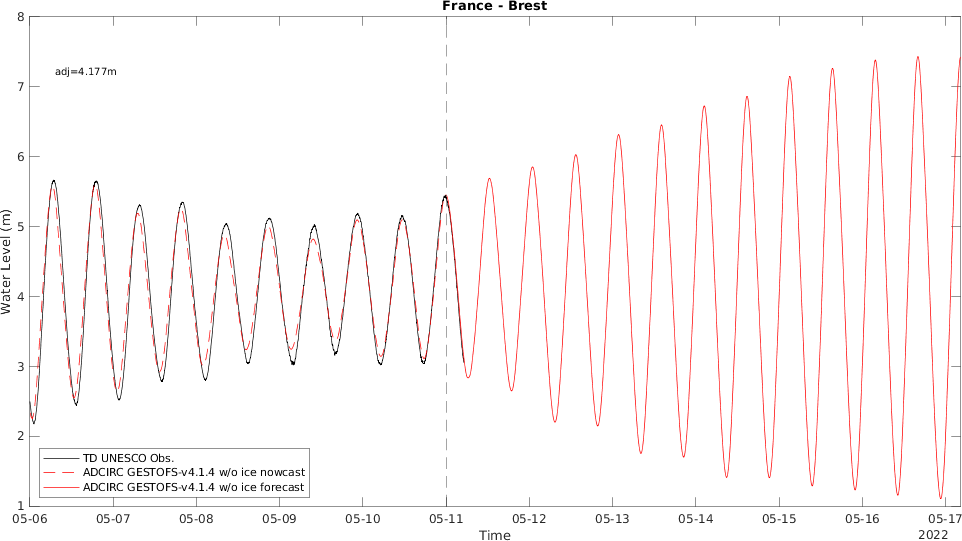 France - Brest
8
adj=4.177m
7
6
5
Water Level (m)
4
3
2
TD UNESCO Obs.
ADCIRC GESTOFS-v4.1.4 w/o ice nowcast
ADCIRC GESTOFS-v4.1.4 w/o ice forecast
1
05-06 05-07 05-08 05-09 05-10 05-11 05-12 05-13 05-14 05-15 05-16 05-17
Time
2022